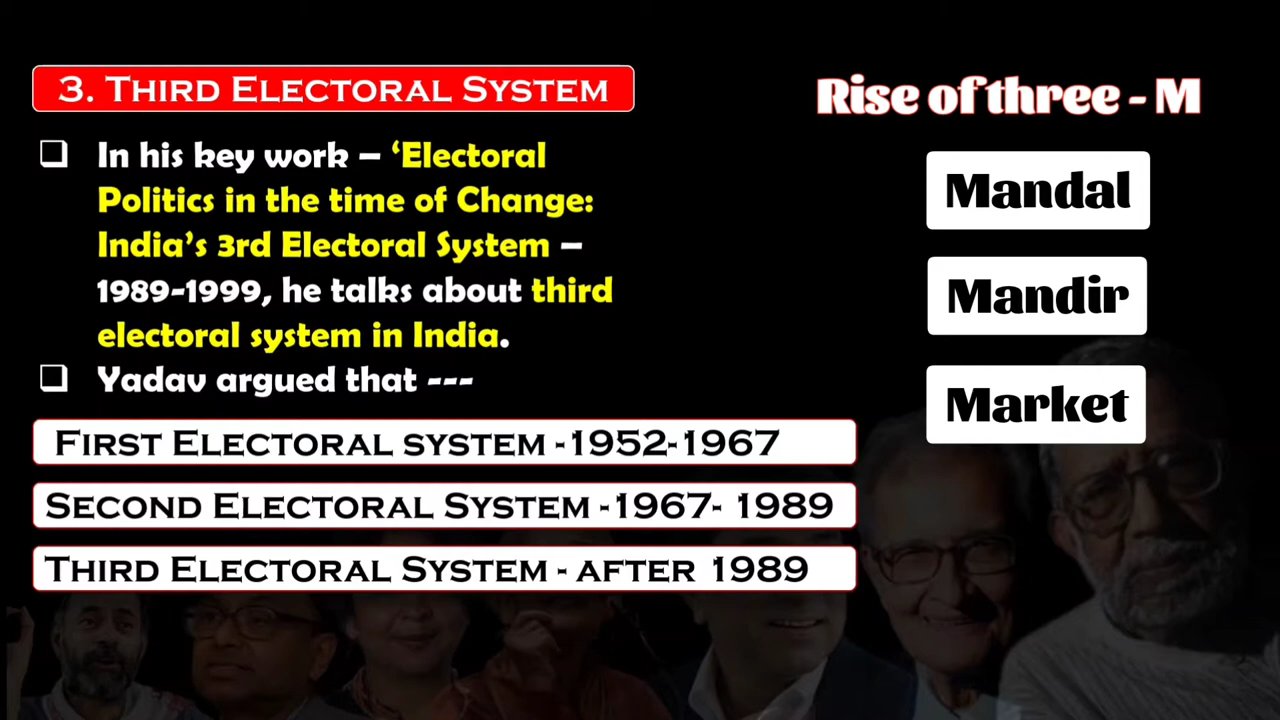 3. THIRD ELECTORAL SYSTEM
❑ In his key work – ‘Electoral
Politics in the time of Change:
India’s 3rd Electoral System –
1989-1999, he talks about third
electoral system in India.
❑ Yadav argued that ---
FIRST ELECTORAL SYSTEM -1952-1967
SECOND ELECTORAL SYSTEM -1967- 1989
THIRD ELECTORAL SYSTEM - AFTER 1989
Rise of three - M
Mandal
Mandir
Market